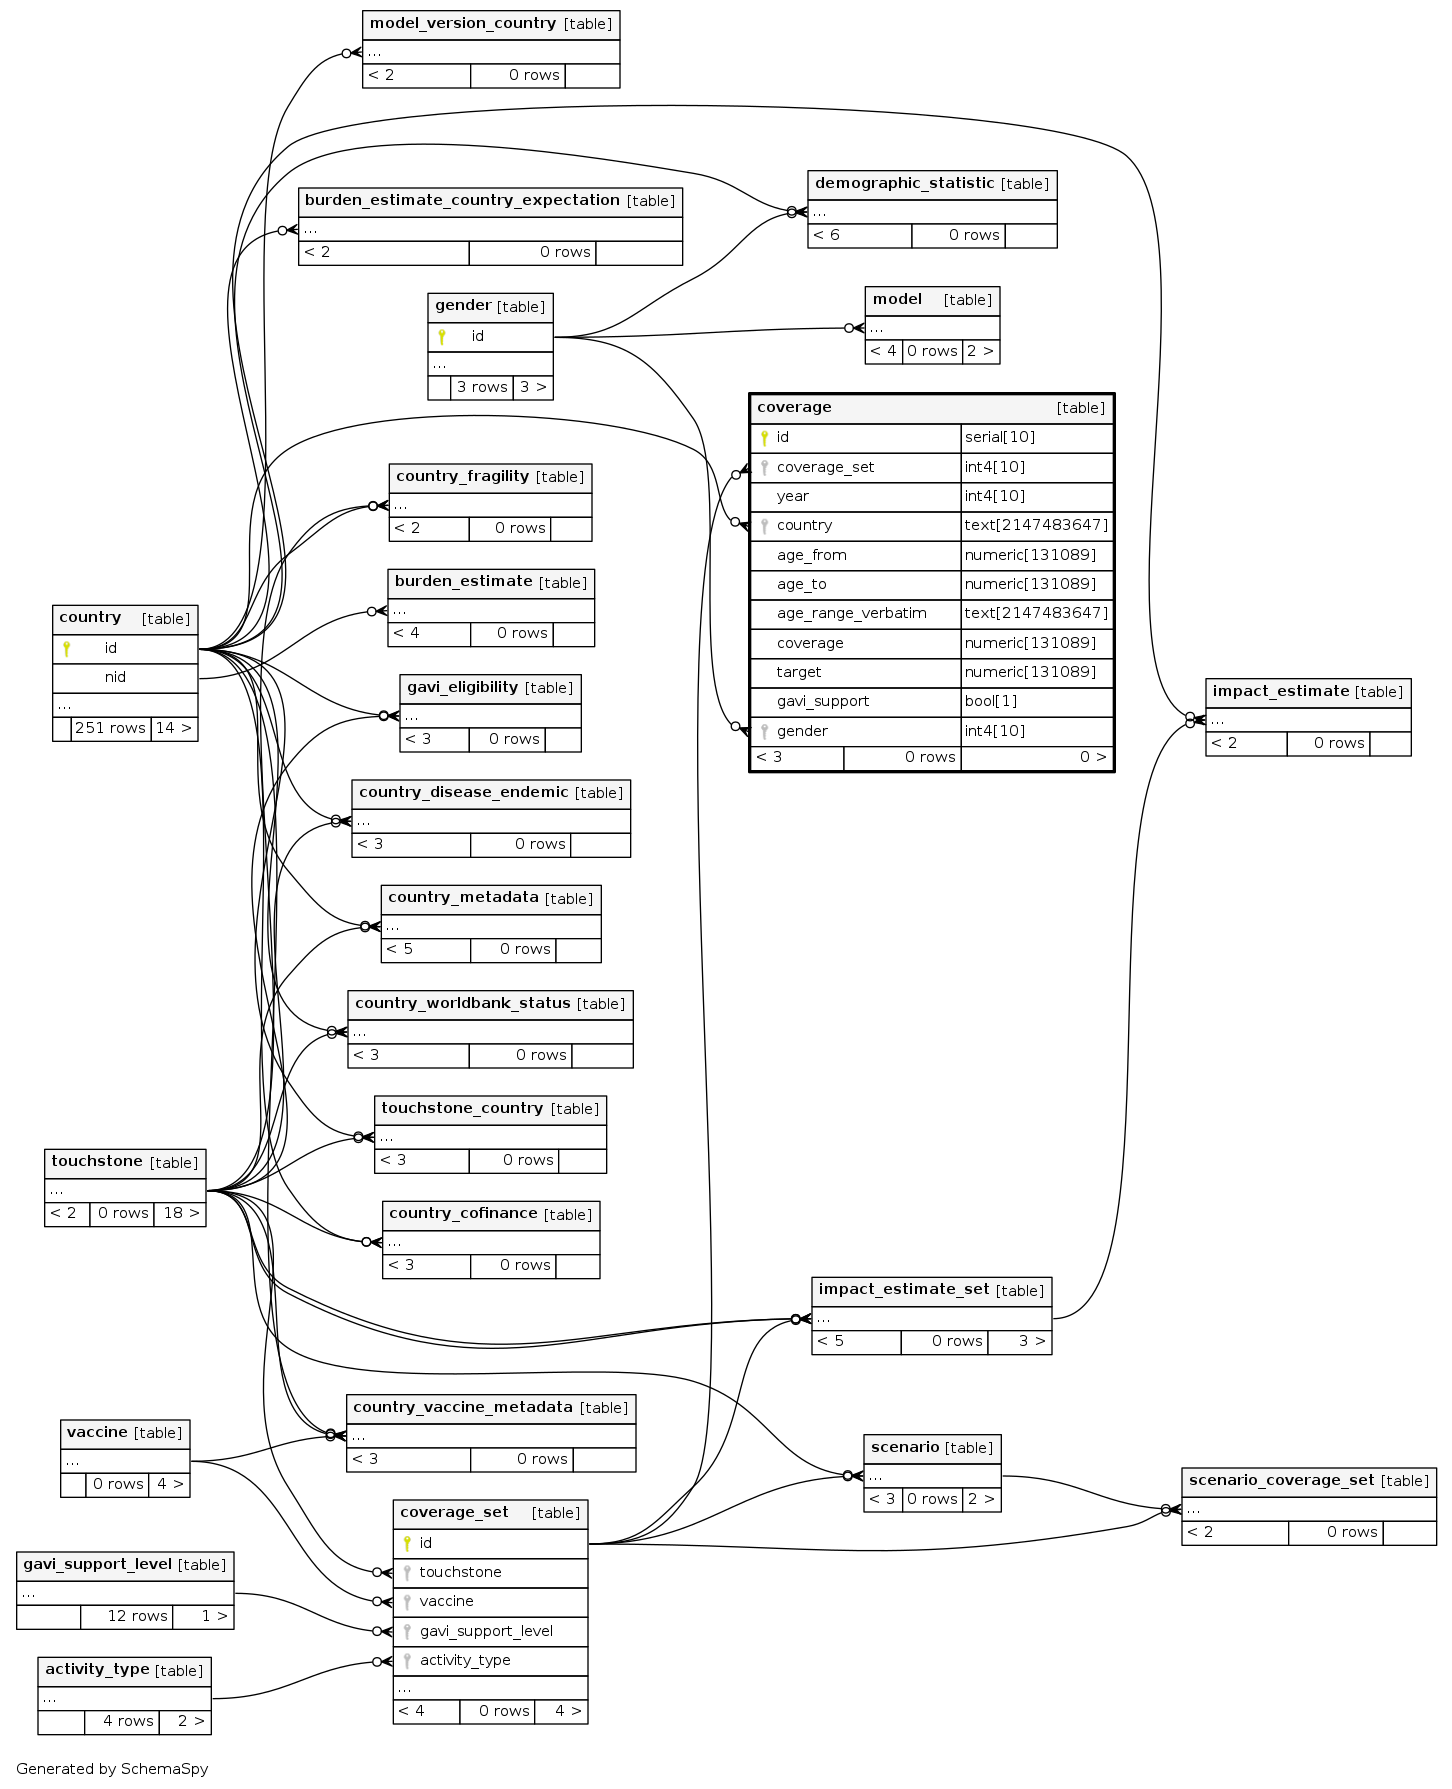 model_version_country [table]
...
< 2 0 rows
demographic_statistic [table]
...
< 6 0 rows
burden_estimate_country_expectation [table]
...
< 2 0 rows
gender [table]
id
...
3 rows 3 >
model [table]
...
< 4 0 rows 2 >
coverage [table]
id serial[10]
coverage_set int4[10]
year int4[10]
country text[2147483647]
age_from numeric[131089]
age_to numeric[131089]
age_range_verbatim text[2147483647]
coverage numeric[131089]
target numeric[131089]
gavi_support bool[1]
gender int4[10]
< 3 0 rows 0 >
country_fragility [table]
...
< 2 0 rows
burden_estimate [table]
...
< 4 0 rows
country [table]
id
nid
...
251 rows 14 >
gavi_eligibility [table]
...
< 3 0 rows
impact_estimate [table]
...
< 2 0 rows
country_disease_endemic [table]
...
< 3 0 rows
country_metadata [table]
...
< 5 0 rows
country_worldbank_status [table]
...
< 3 0 rows
touchstone_country [table]
...
< 3 0 rows
touchstone [table]
...
< 2 0 rows 18 >
country_cofinance [table]
...
< 3 0 rows
impact_estimate_set [table]
...
< 5 0 rows 3 >
country_vaccine_metadata [table]
...
< 3 0 rows
vaccine [table]
...
0 rows 4 >
scenario [table]
...
< 3 0 rows 2 >
scenario_coverage_set [table]
...
< 2 0 rows
coverage_set [table]
id
touchstone
vaccine
gavi_support_level
activity_type
...
< 4 0 rows 4 >
gavi_support_level [table]
...
12 rows 1 >
activity_type [table]
...
4 rows 2 >
Generated by SchemaSpy